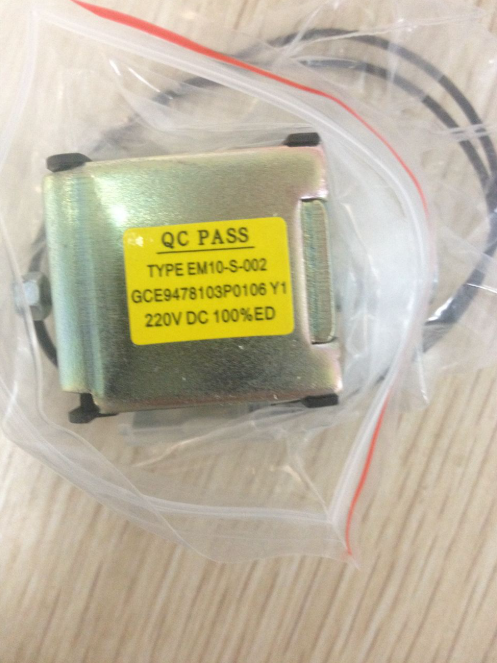 QC PASS
TYPE EM10-S-002
GCE9478103P0106 Y1
220V DC 100%ED